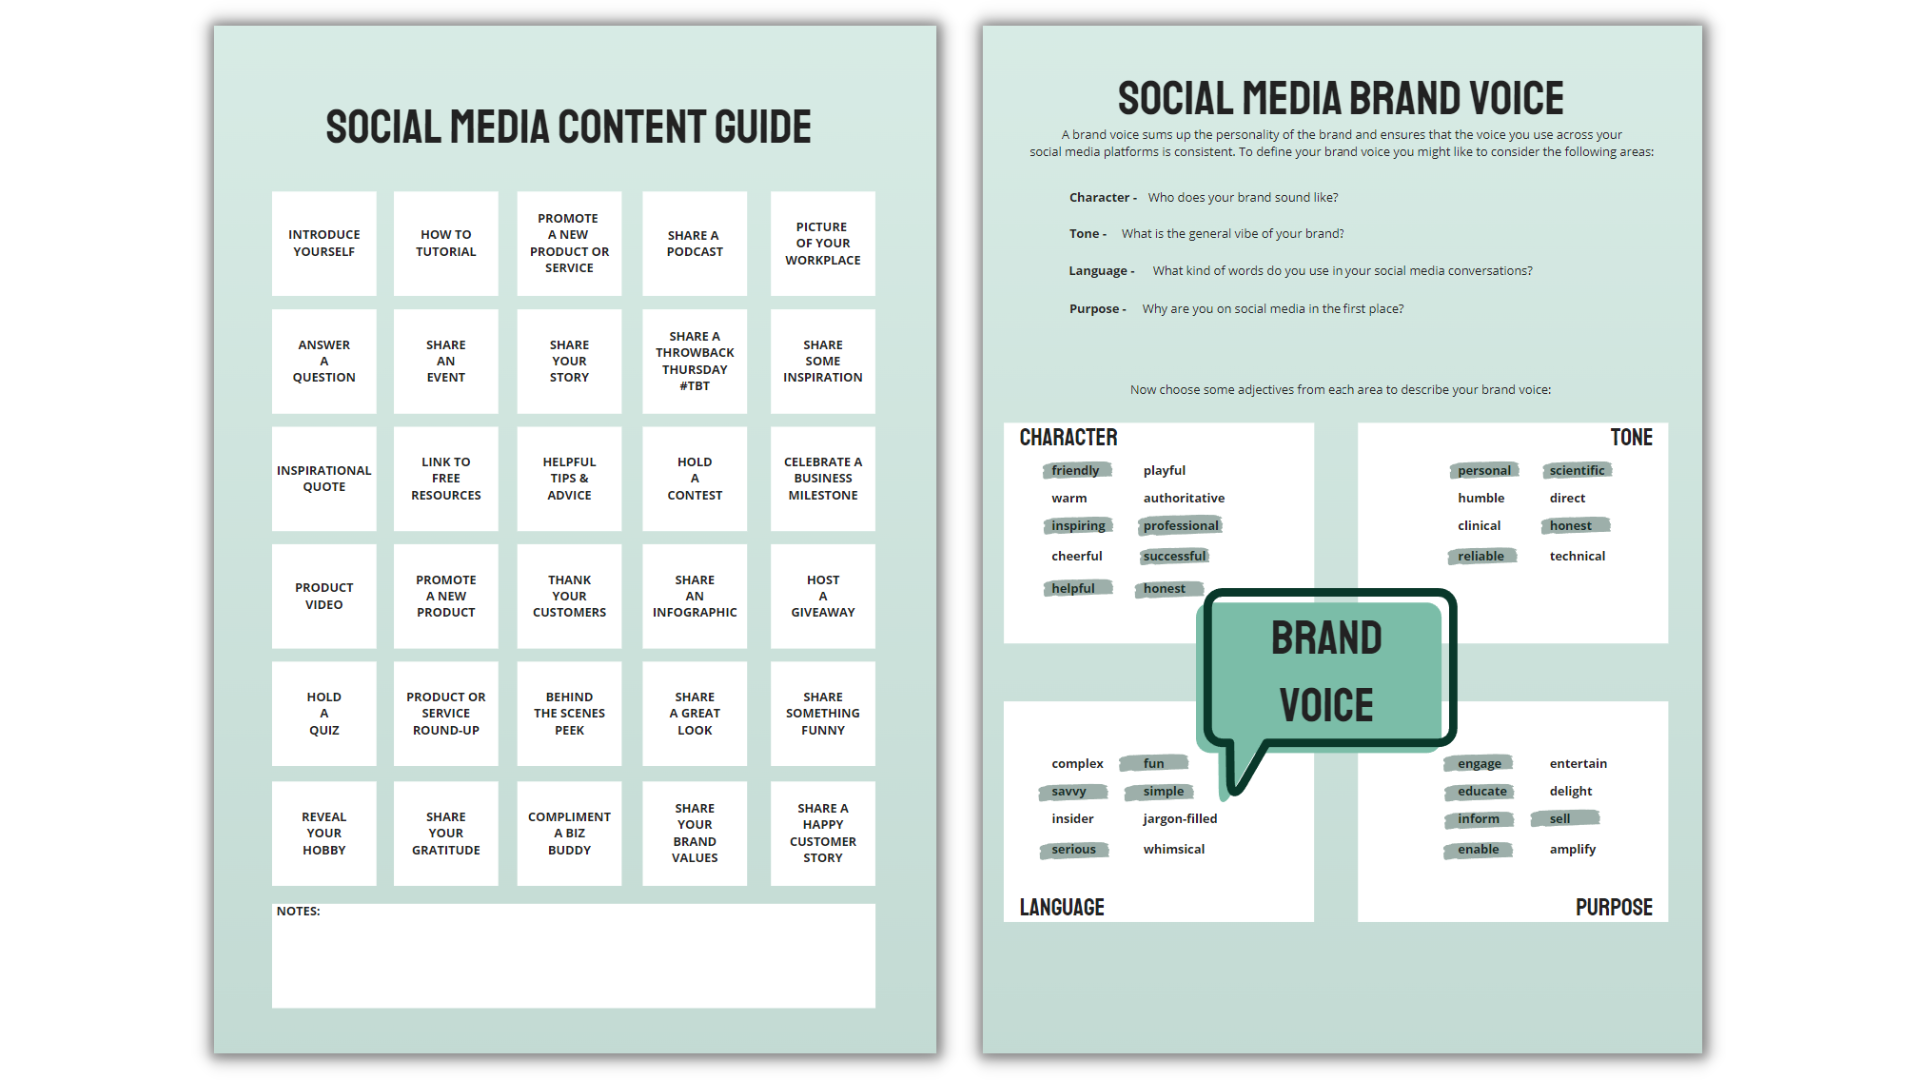 SOCIAL MEDIA CONTENT GUIDE
INTRODUCE
YOURSELF
HOW TO
TUTORIAL
PROMOTE
A NEW
PRODUCT OR
SERVICE
SHARE A
PODCAST
PICTURE
OF YOUR
WORKPLACE
ANSWER
A
QUESTION
SHARE
AN
EVENT
SHARE
YOUR
STORY
SHARE A
THROWBACK
THURSDAY
#TBT
SHARE
SOME
INSPIRATION
INSPIRATIONAL
QUOTE
LINK TO
FREE
RESOURCES
HELPFUL
TIPS &
ADVICE
HOLD
A
CONTEST
CELEBRATE A
BUSINESS
MILESTONE
PRODUCT
VIDEO
PROMOTE
A NEW
PRODUCT
THANK
YOUR
CUSTOMERS
SHARE
AN
INFOGRAPHIC
HOST
A
GIVEAWAY
HOLD
A
QUIZ
PRODUCT OR
SERVICE
ROUND-UP
BEHIND
THE SCENES
PEEK
SHARE
A GREAT
LOOK
SHARE
SOMETHING
FUNNY
REVEAL
YOUR
HOBBY
SHARE
YOUR
GRATITUDE
COMPLIMENT
A BIZ
BUDDY
SHARE
YOUR
BRAND
VALUES
SHARE A
HAPPY
CUSTOMER
STORY
NOTES:
SOCIAL MEDIA BRAND VOICE
A brand voice sums up the personality of the brand and ensures that the voice you use across your
social media platforms is consistent. To define your brand voice you might like to consider the following areas:
Character - Who does your brand sound like?
Tone - What is the general vibe of your brand?
Language - What kind of words do you use in your social media conversations?
Purpose - Why are you on social media in the first place?
Now choose some adjectives from each area to describe your brand voice:
CHARACTER
friendly playful
warm authoritative
inspiring professional
cheerful successful
helpful honest
TONE
personal scientific
humble direct
clinical honest
reliable technical
BRAND
VOICE
complex fun
savvy simple
insider jargon-filled
serious whimsical
LANGUAGE
engage entertain
educate delight
inform sell
enable amplify
PURPOSE